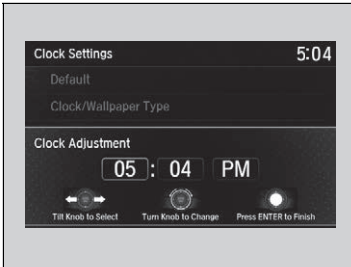 Clock Settings 5:04
Default
Clock/Wallpaper Type
Clock Adjustment
05 : 04 PM
Tilt Knob to Select Turn Knob to Change Press ENTER to Finish